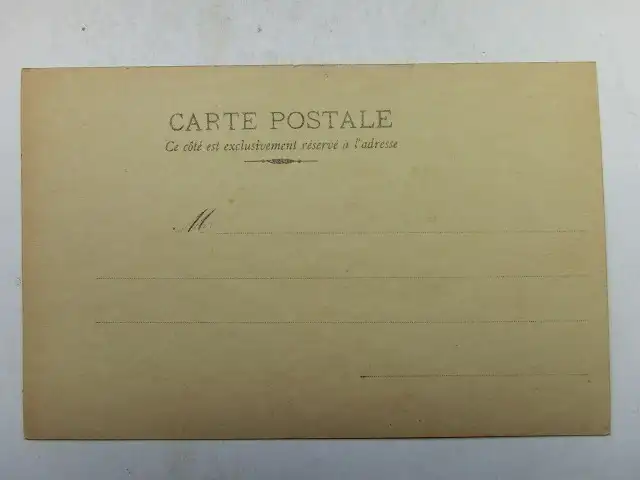 CARTE POSTALE
Ce côté est exclusivement réservé à l'adresse
M